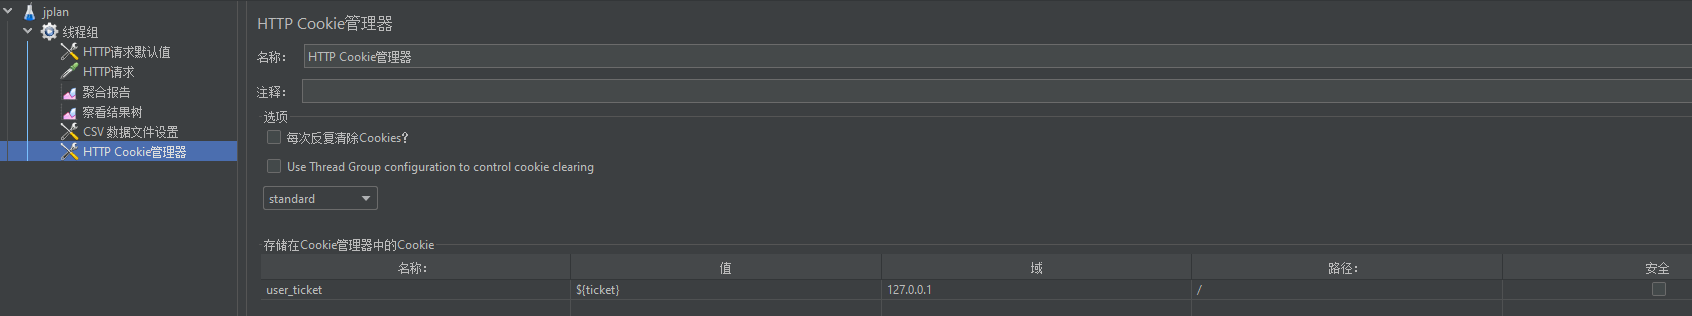 jplan
线程组
HTTP请求默认值
HTTP请求
聚合报告
察看结果树
CSV 数据文件设置
HTTP Cookie管理器
HTTP Cookie管理器
名称： HTTP Cookie管理器
注释：
选项
每次反复清除Cookies?
Use Thread Group configuration to control cookie clearing
standard
存储在Cookie管理器中的Cookie
名称： 值 域 路径： 安全
user_ticket ${ticket} 127.0.0.1 /